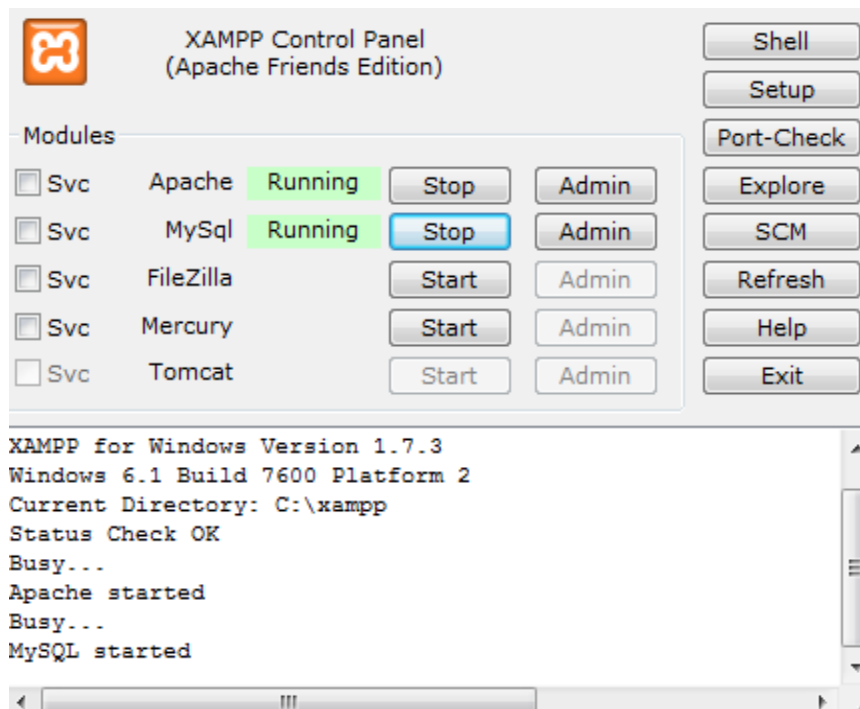 XAMPP Control Panel
(Apache Friends Edition)
Shell
Setup
Modules
Port-Check
Svc Apache Running Stop Admin Explore
Svc MySql Running Stop Admin SCM
Svc FileZilla Start Admin Refresh
Svc Mercury Start Admin Help
Svc Tomcat Start Admin Exit
XAMPP for Windows Version 1.7.3
Windows 6.1 Build 7600 Platform 2
Current Directory: C:\xampp
Status Check OK
Busy...
Apache started
Busy...
MySQL started